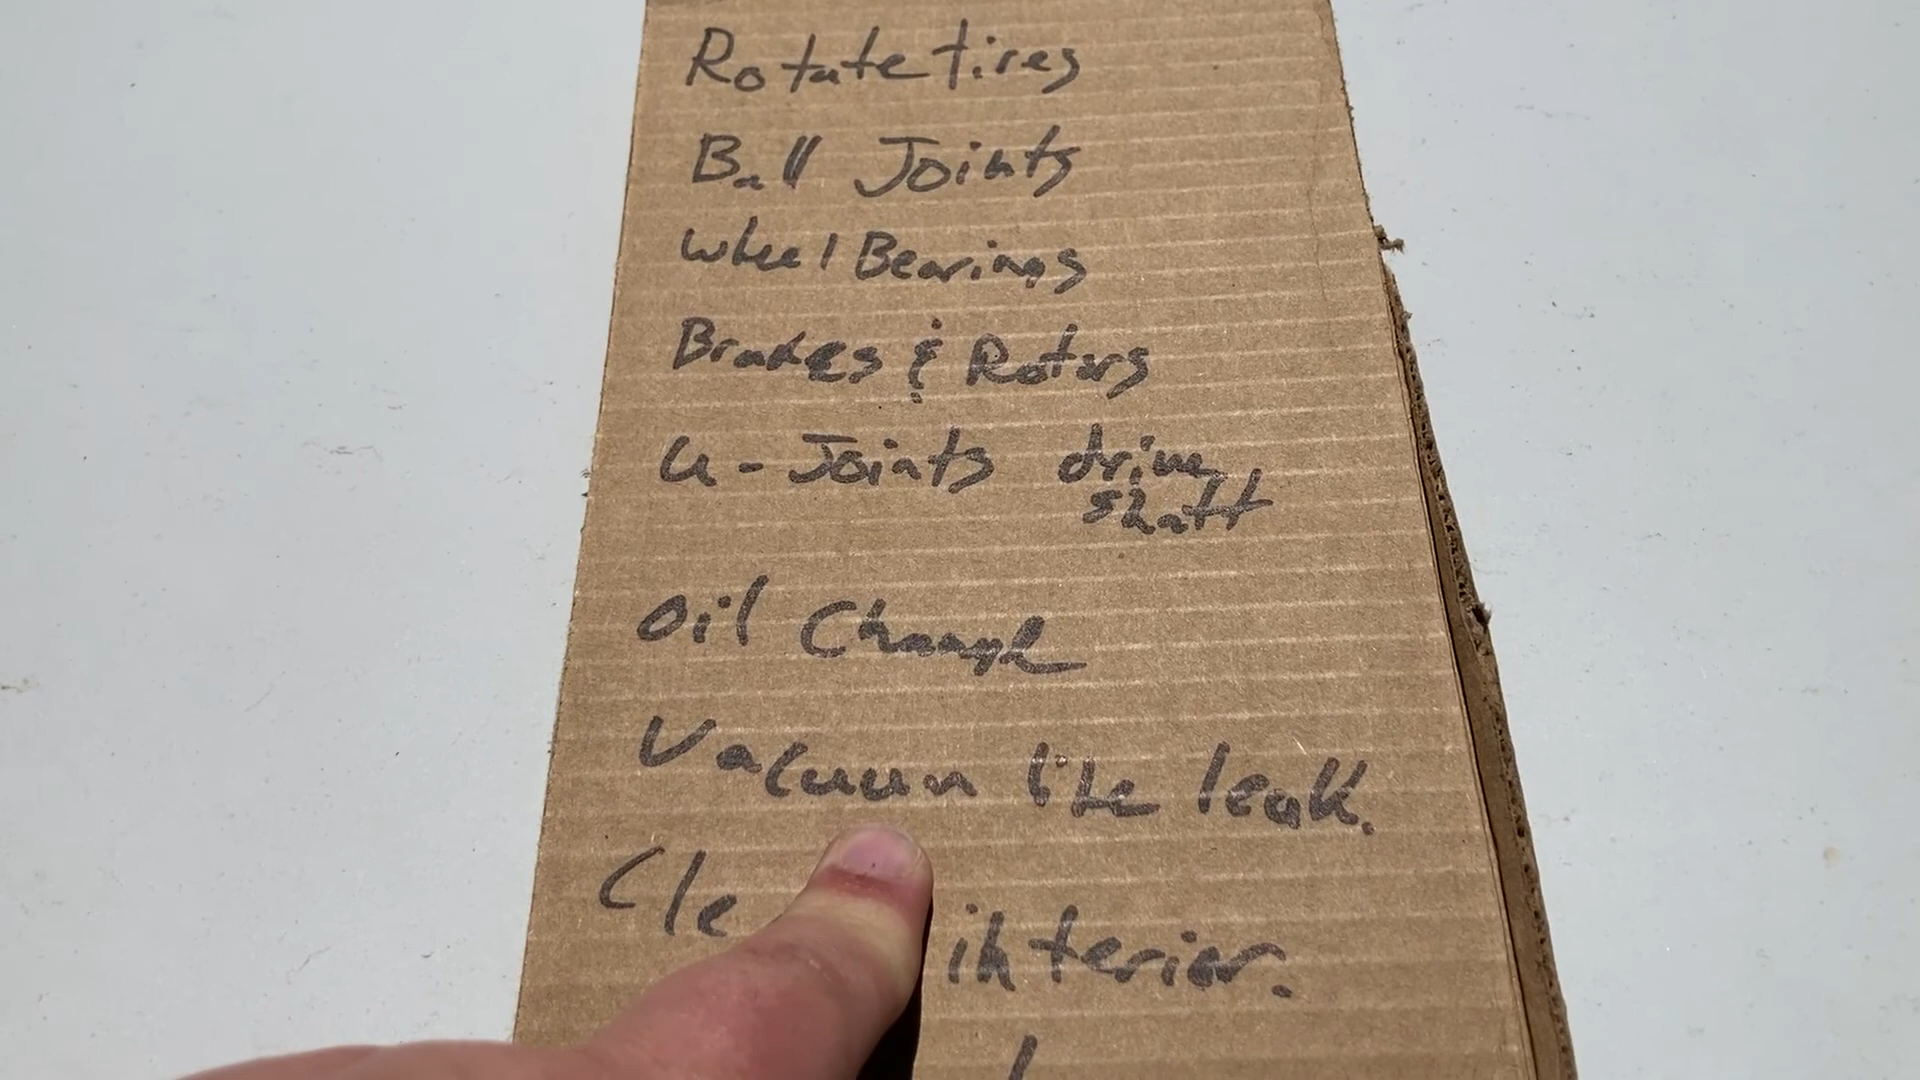 Rotate tires
Ball Joints
Wheel Bearings
Brakes & Rotors
U-Joints drive
shaft
Oil Change
Vacuum line leak.
Cle interior.